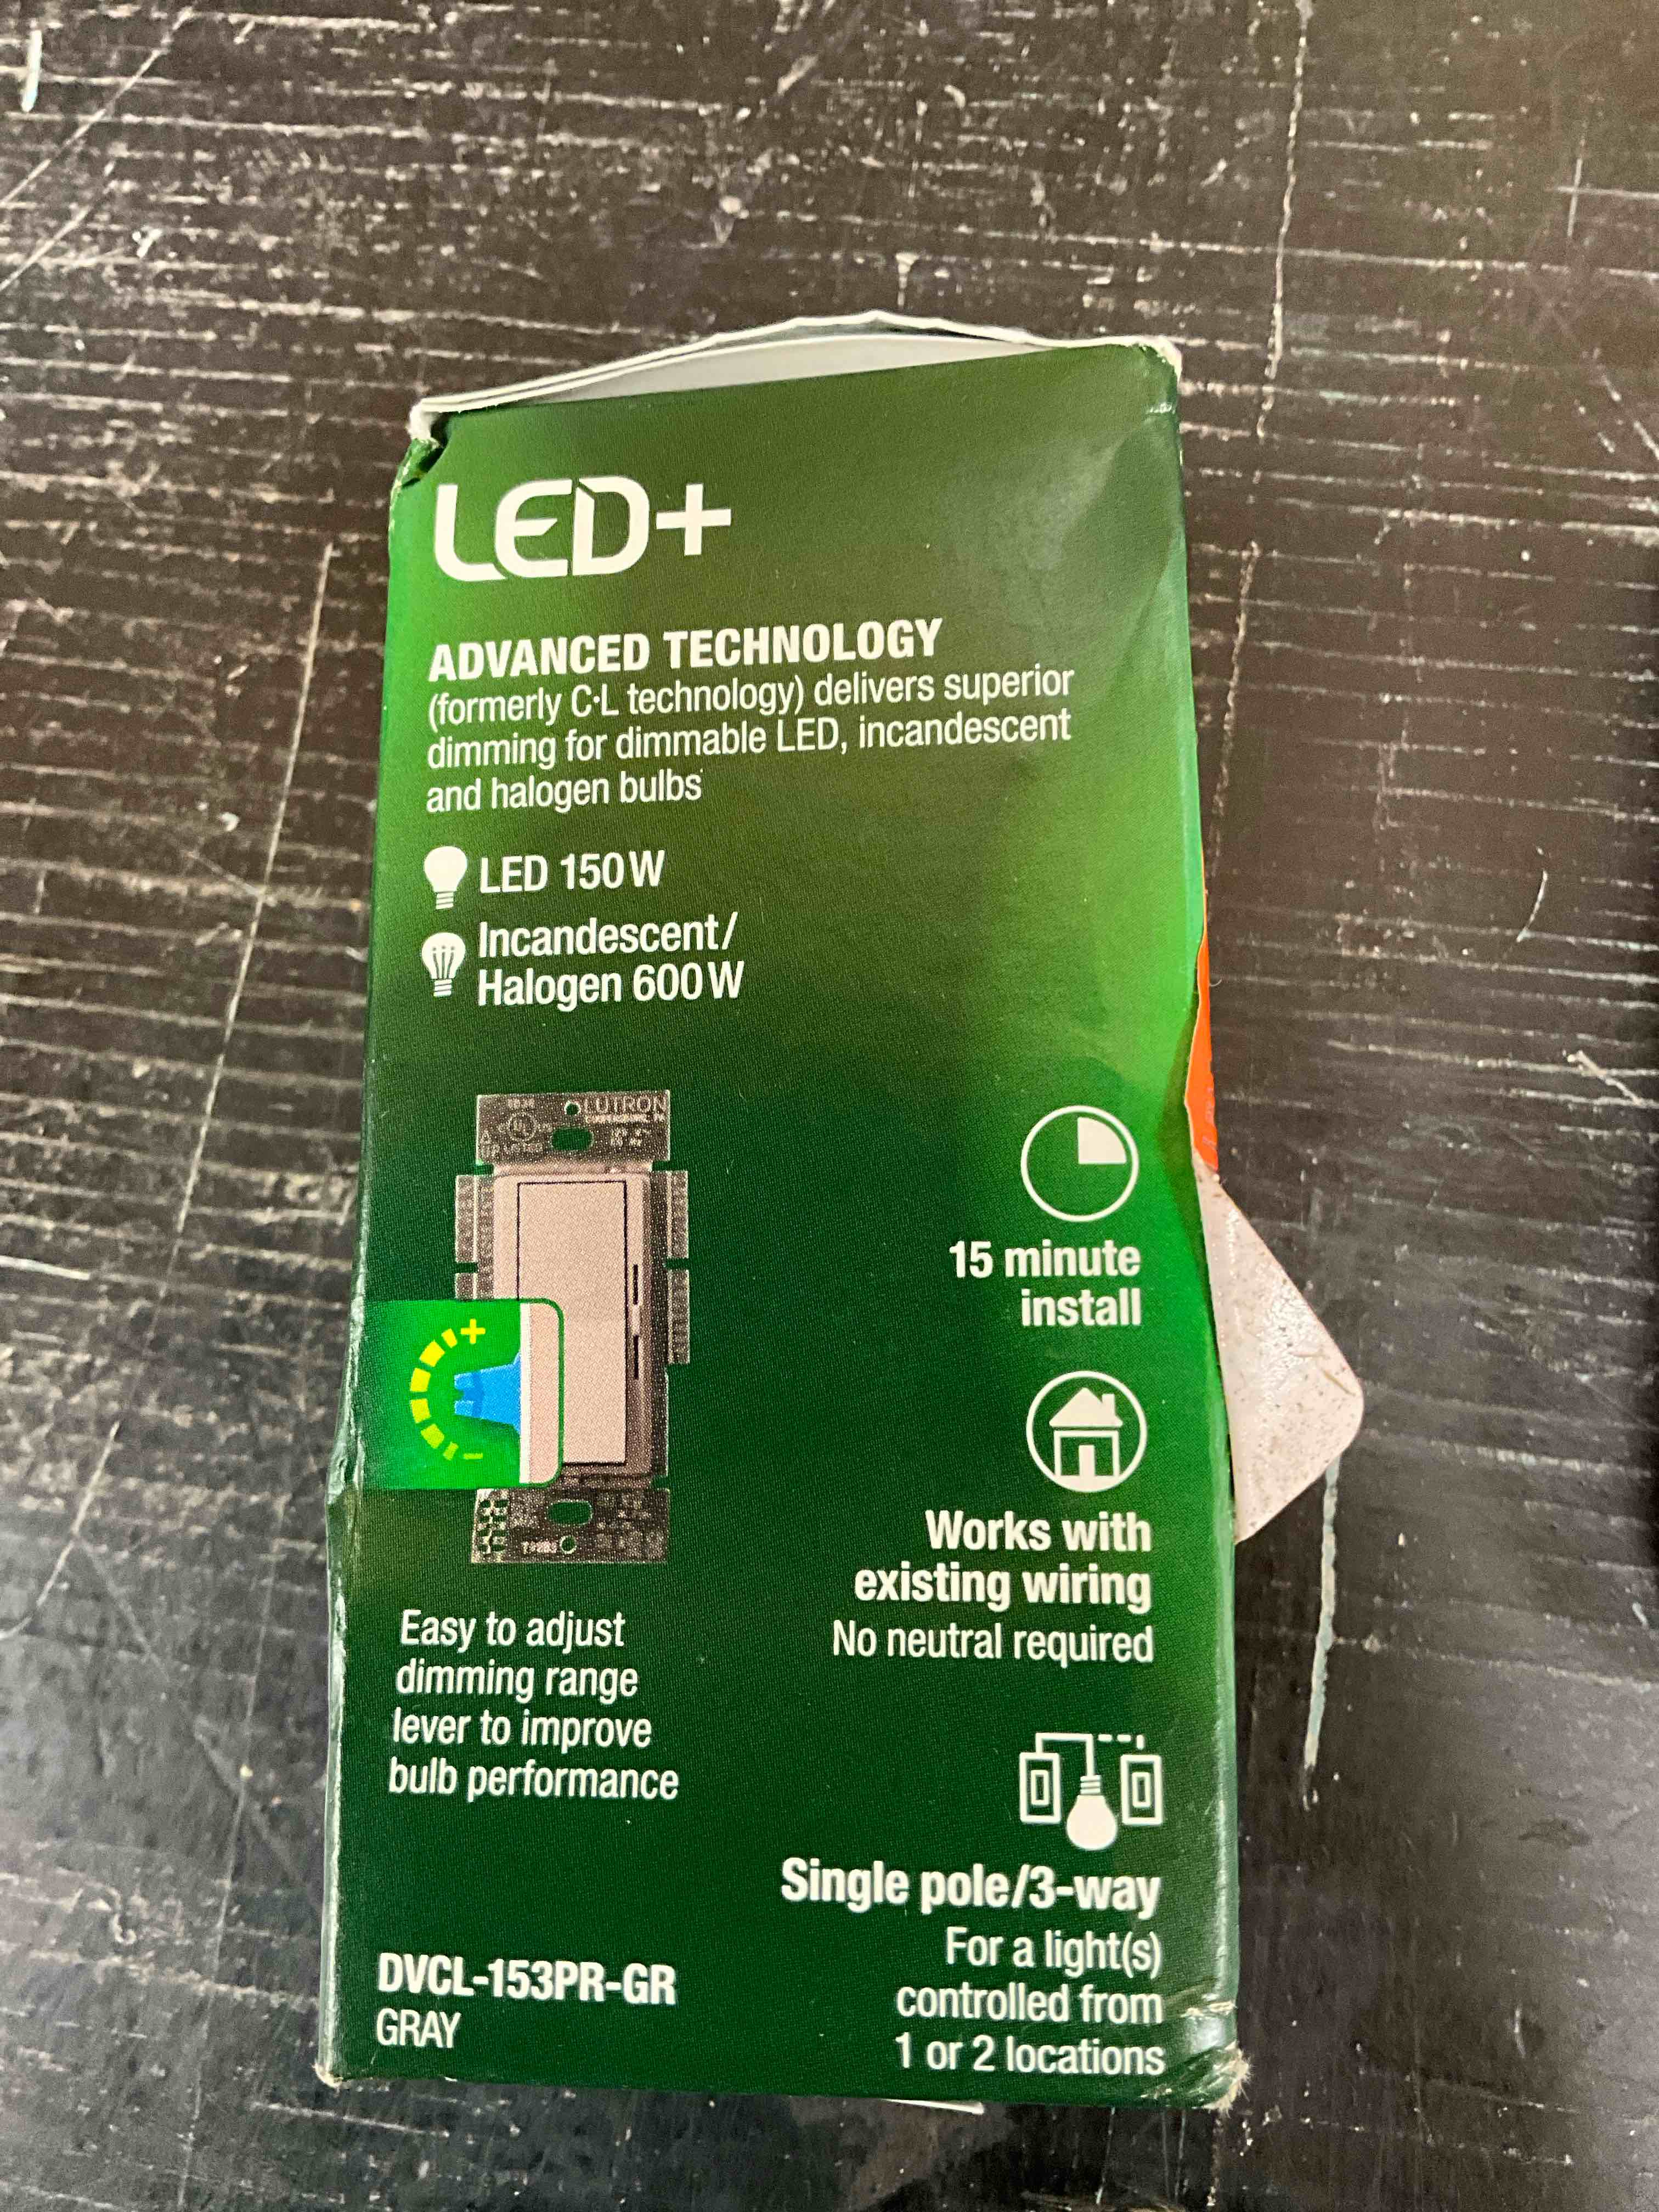 LED+
ADVANCED TECHNOLOGY
(formerly C•L technology) delivers superior
dimming for dimmable LED, incandescent
and halogen bulbs
LED 150W
Incandescent/
Halogen 600W
LUTRON
15 minute
install
+
-
Works with
existing wiring
No neutral required
Easy to adjust
dimming range
lever to improve
bulb performance
Single pole/3-way
For a light(s)
controlled from
1 or 2 locations
DVCL-153PR-GR
GRAY